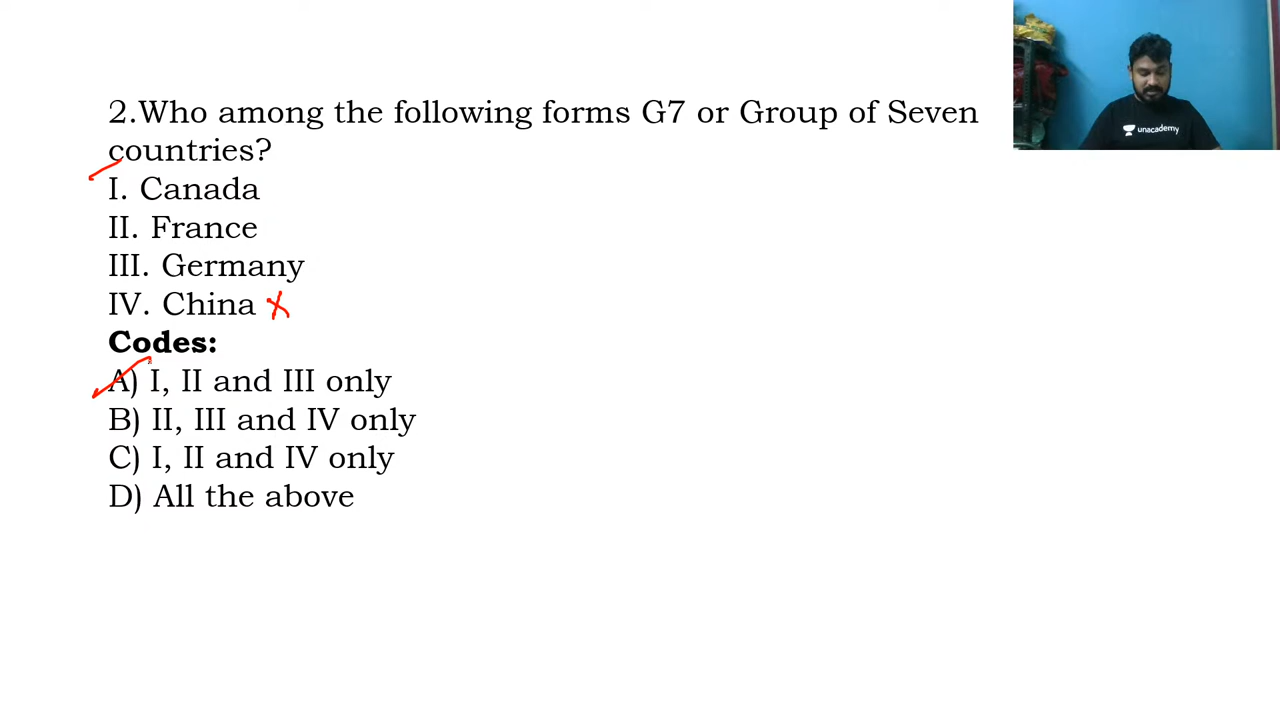 2.Who among the following forms G7 or Group of Seven
countries?
I. Canada
II. France
III. Germany
IV. China
Codes:
A) I, II and III only
B) II, III and IV only
C) I, II and IV only
D) All the above
unacademy